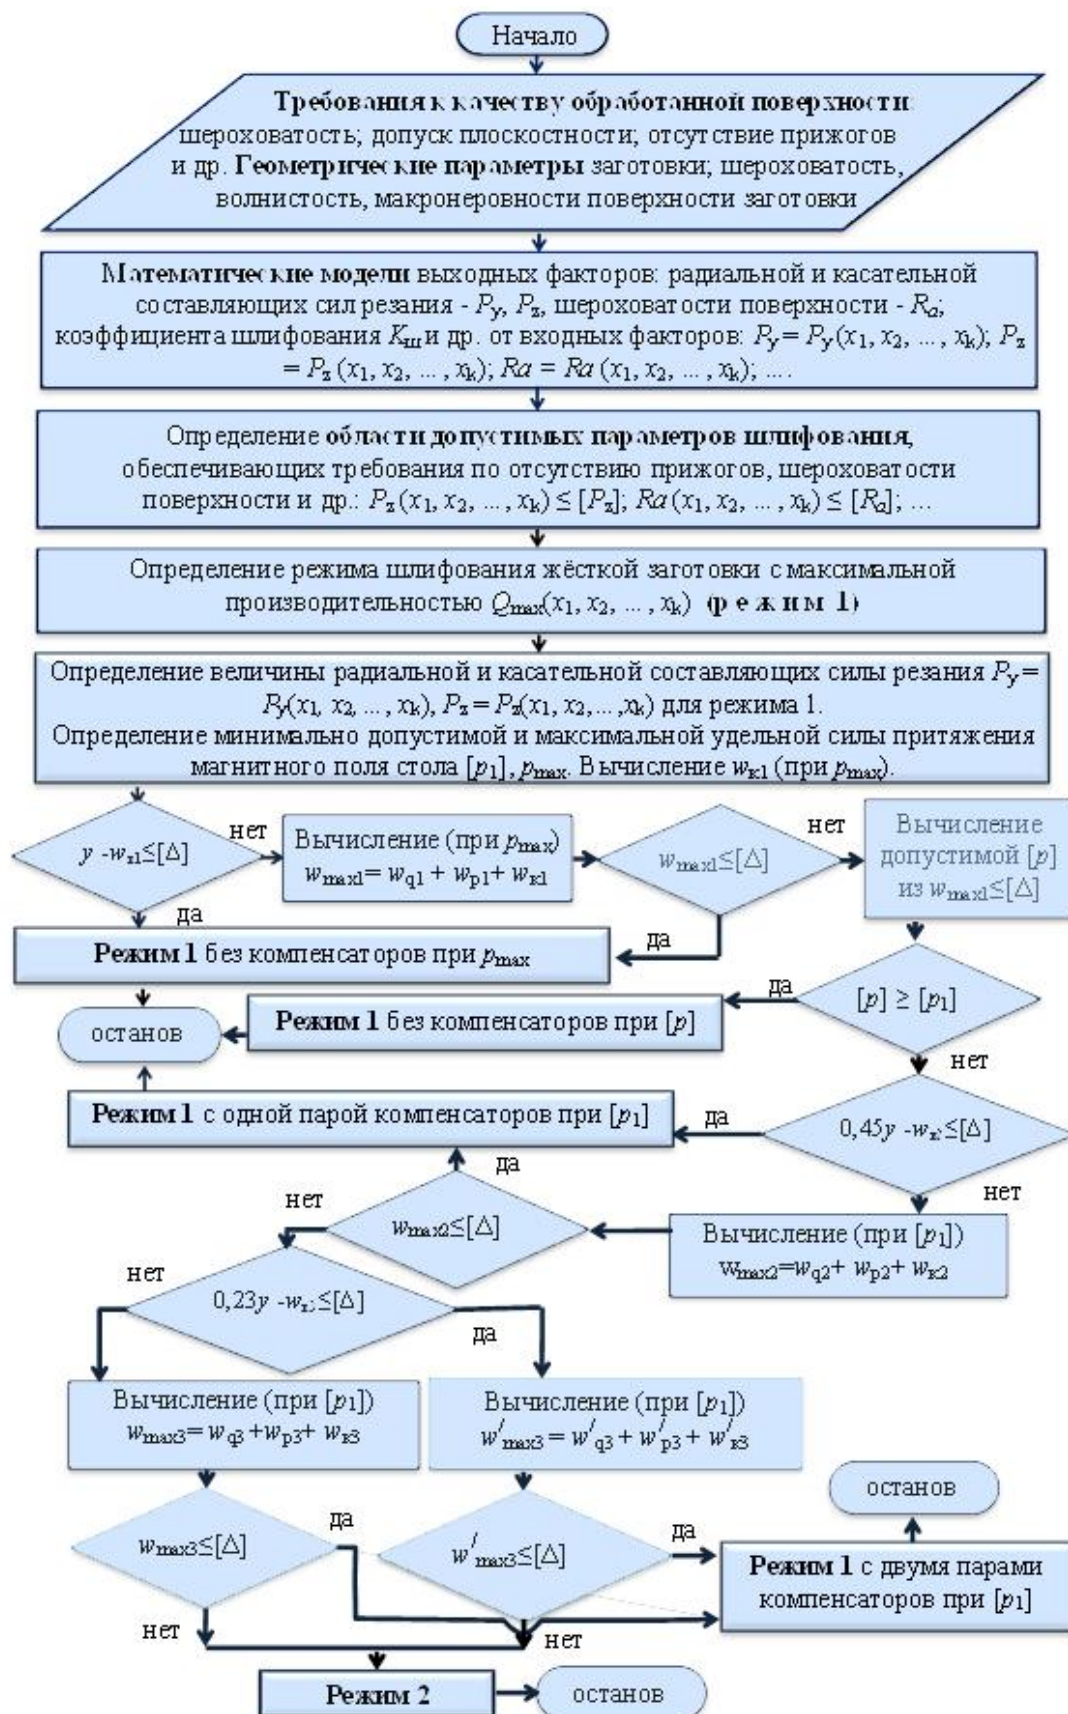 Начало
Требования к качеству обработанной поверхности:
шероховатость; допуск плоскостности; отсутствие прижогов
и др. Геометрические параметры заготовки; шероховатость,
волнистость, макронеровности поверхности заготовки
Математические модели выходных факторов: радиальной и касательной
составляющих сил резания - Py, Pz, шероховатости поверхности - Ra;
коэффициента шлифования Kш и др. от входных факторов: Py = Py (x1, x2, ..., xk); Pz
= Pz (x1, x2, ..., xk); Ra = Ra (x1, x2, ..., xk); ....
Определение области допустимых параметров шлифования,
обеспечивающих требования по отсутствию прижогов, шероховатости
поверхности и др.: Pz (x1, x2, ..., xk) ≤ [Pz]; Ra (x1, x2, ..., xk) ≤ [Ra]; ...
Определение режима шлифования жёсткой заготовки с максимальной
производительностью Qmax(x1, x2, ..., xk) (режим 1)
Определение величины радиальной и касательной составляющих силы резания Py =
Py(x1, x2, ..., xk), Pz = Pz(x1, x2,...,xk) для режима 1.
Определение минимально допустимой и максимальной удельной силы притяжения
магнитного поля стола [p1], pmax. Вычисление wк1 (при pmax).
y -wк1≤[Δ]
нет
Вычисление (при pmax)
wmax1= wq1 + wp1+ wк1
wmax1≤[Δ]
нет
Вычисление
допустимой [p]
из wmax1≤[Δ]
да
Режим 1 без компенсаторов при pmax
да
[p] ≥ [p1]
да
Режим 1 без компенсаторов при [p]
останов
нет
Режим 1 с одной парой компенсаторов при [p1]
да
0,45y -wк ≤[Δ]
да
нет
нет
wmax2≤[Δ]
Вычисление (при [p1])
wmax2=wq2+ wp2+ wк2
нет
0,23y -wк ≤[Δ]
да
Вычисление (при [p1])
wmax3= wq3 +wp3+ wк3
Вычисление (при [p1])
w/max3= w/q3 + w/p3 + w/к3
останов
wmax3≤[Δ]
да
w/max3≤[Δ]
да
Режим 1 с двумя парами
компенсаторов при [p1]
нет
нет
Режим 2
останов